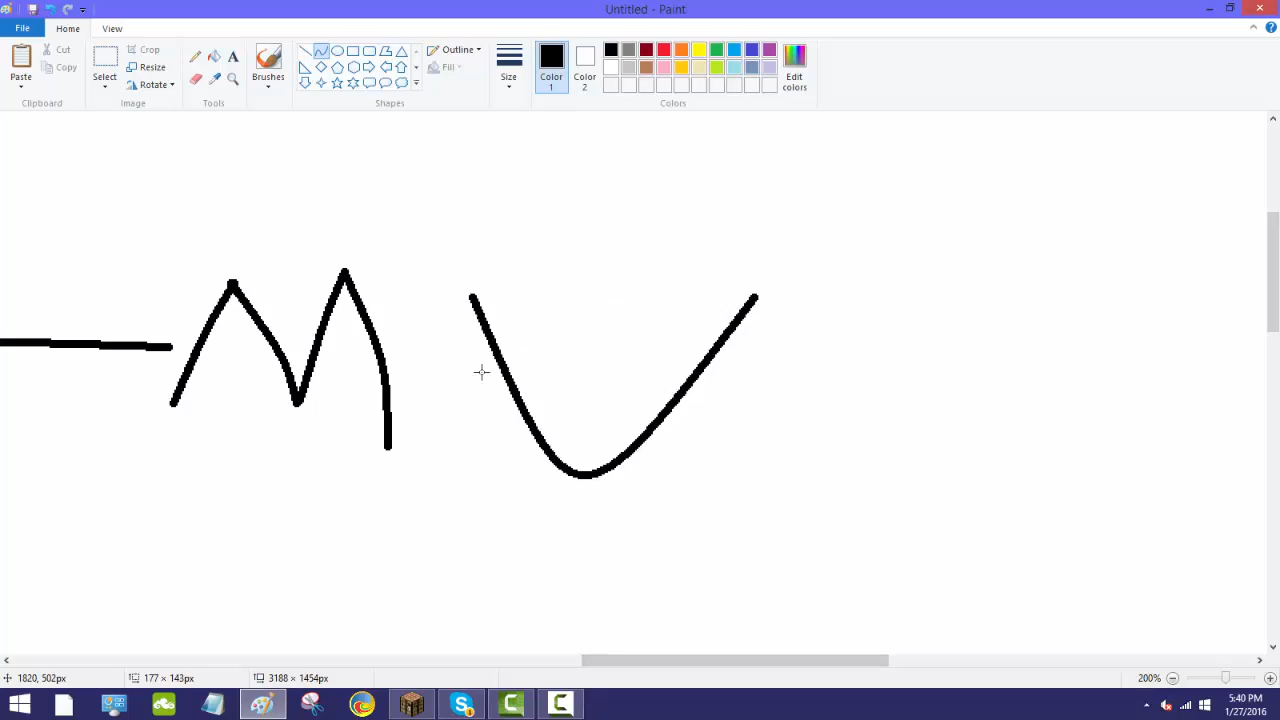 Untitled - Paint
File Home View
Paste Cut Copy Select Crop Resize Rotate Brushes Outline Fill Size Color 1 Color 2 Edit colors
Clipboard Image Tools Shapes Colors
M
1820, 502px 177 × 143px 3188 × 1454px 200%
5:40 PM
1/27/2016